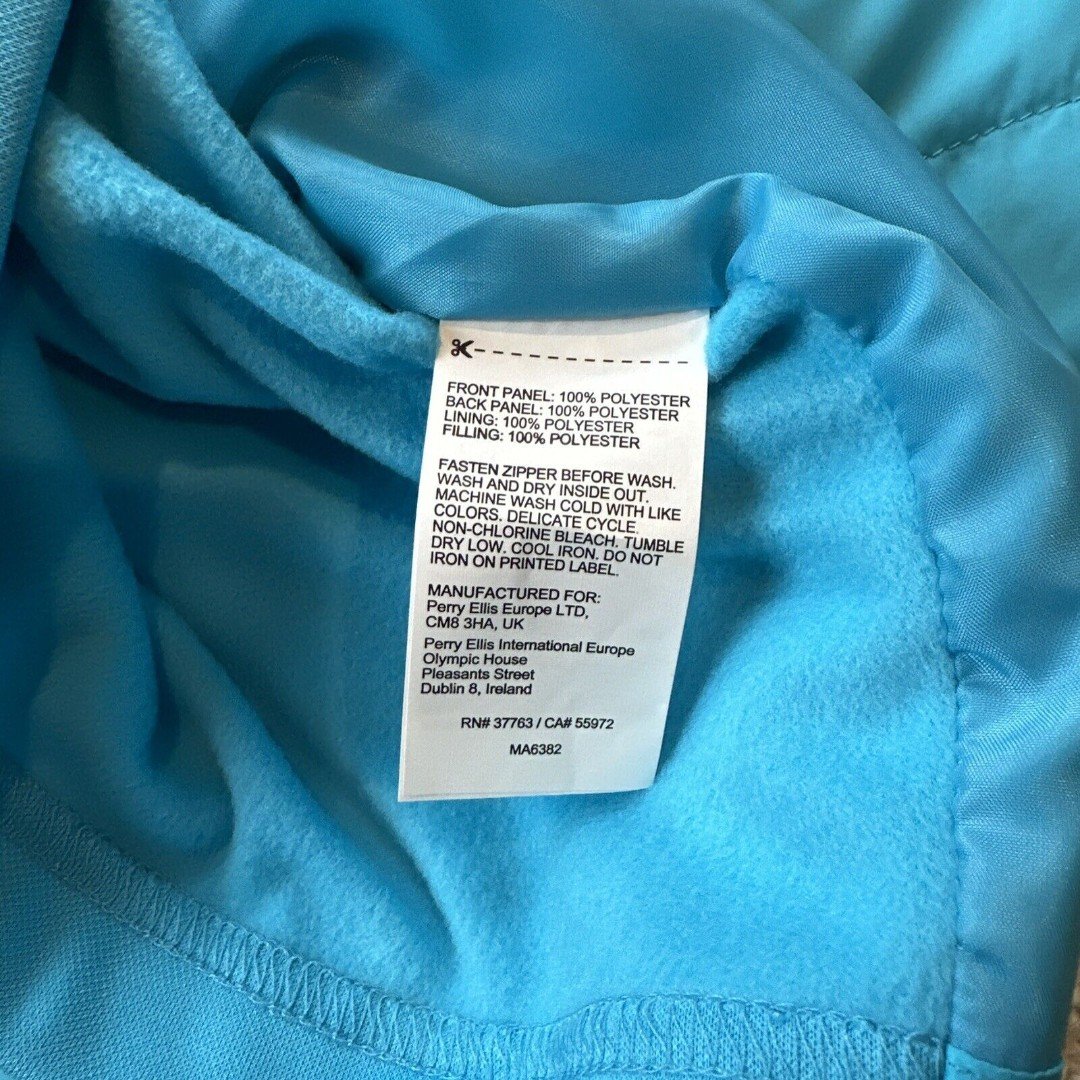 FRONT PANEL: 100% POLYESTER
BACK PANEL: 100% POLYESTER
LINING: 100% POLYESTER
FILLING: 100% POLYESTER
FASTEN ZIPPER BEFORE WASH.
WASH AND DRY INSIDE OUT.
MACHINE WASH COLD WITH LIKE
COLORS. DELICATE CYCLE.
NON-CHLORINE BLEACH. TUMBLE
DRY LOW. COOL IRON. DO NOT
IRON ON PRINTED LABEL.
MANUFACTURED FOR:
Perry Ellis Europe LTD,
CM8 3HA, UK
Perry Ellis International Europe
Olympic House
Pleasants Street
Dublin 8, Ireland
RN# 37763 / CA# 55972
MA6382